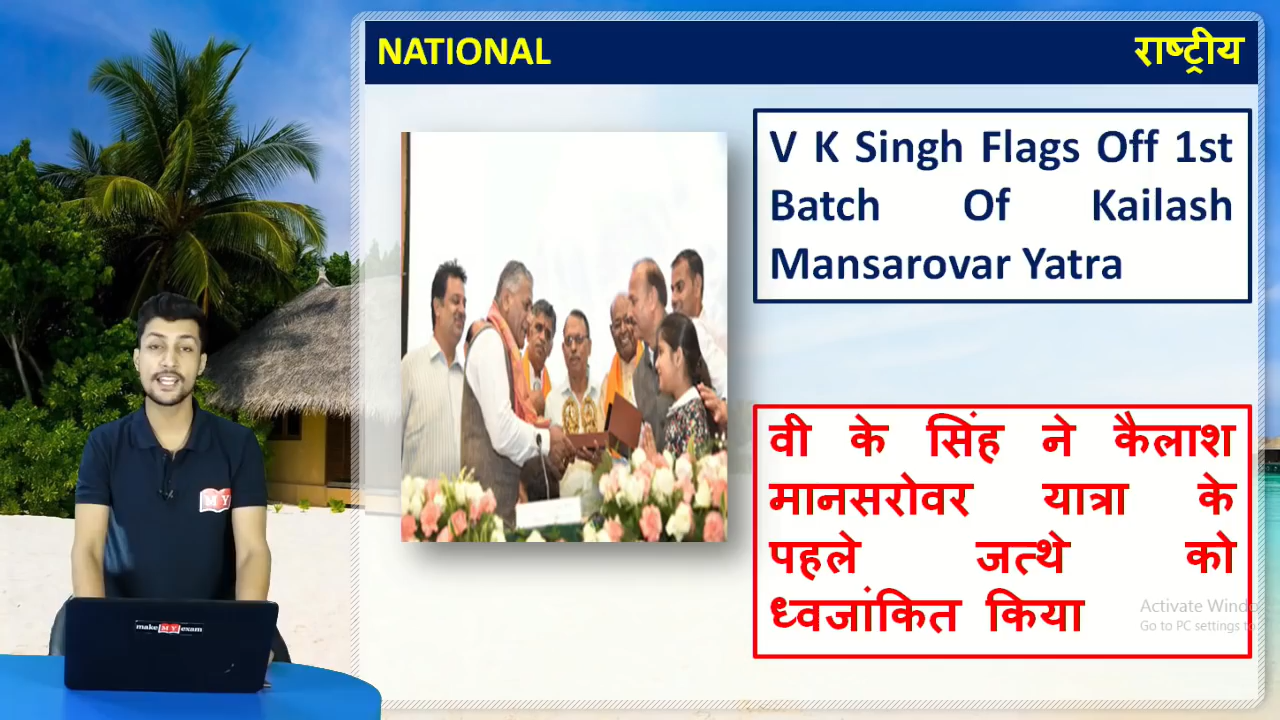 NATIONAL
राष्ट्रीय
V K Singh Flags Off 1st
Batch Of Kailash
Mansarovar Yatra
वी के सिंह ने कैलाश
मानसरोवर यात्रा के
पहले जत्थे को
ध्वजांकित किया
Activate Windo
Go to PC settings to
MY
make MY exam